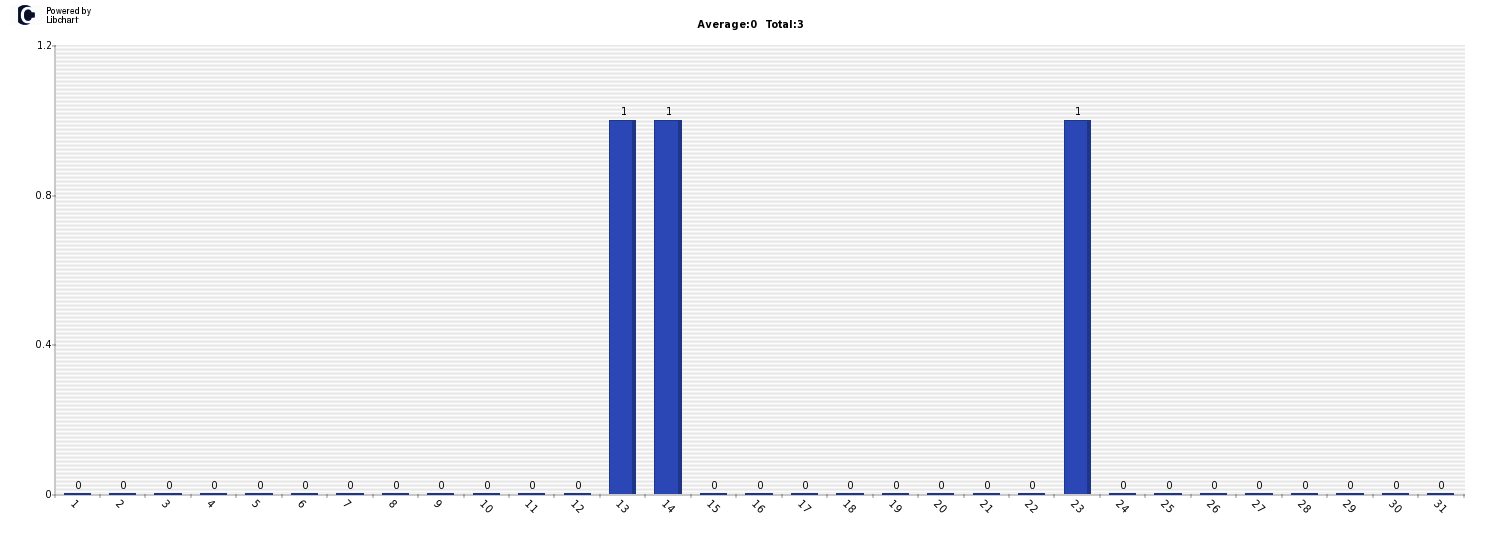 Powered by
Libchart
Average:0 Total:3
1.2
0.8
0.4
0
0 0 0 0 0 0 0 0 0 0 0 0 1 1 0 0 0 0 0 0 0 0 1 0 0 0 0 0 0 0 0
1 2 3 4 5 6 7 8 9 10 11 12 13 14 15 16 17 18 19 20 21 22 23 24 25 26 27 28 29 30 31